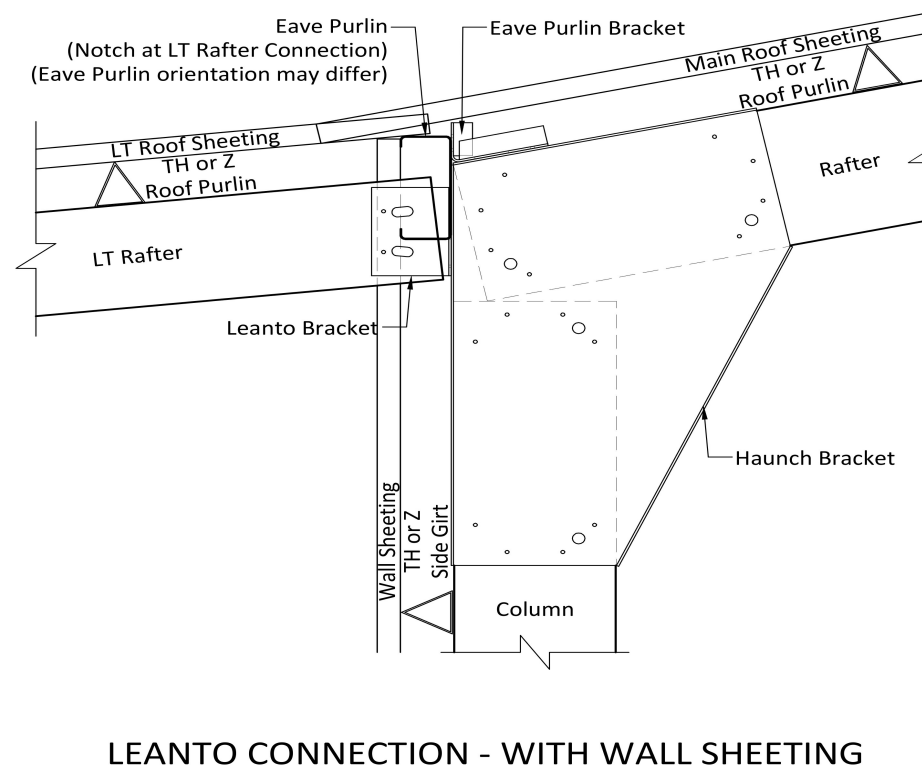 Eave Purlin
(Notch at LT Rafter Connection)
(Eave Purlin orientation may differ)
Eave Purlin Bracket
Main Roof Sheeting
TH or Z
Roof Purlin
LT Roof Sheeting
TH or Z
Roof Purlin
Rafter
LT Rafter
Leanto Bracket
Haunch Bracket
Wall Sheeting
TH or Z
Side Girt
Column
LEANTO CONNECTION - WITH WALL SHEETING